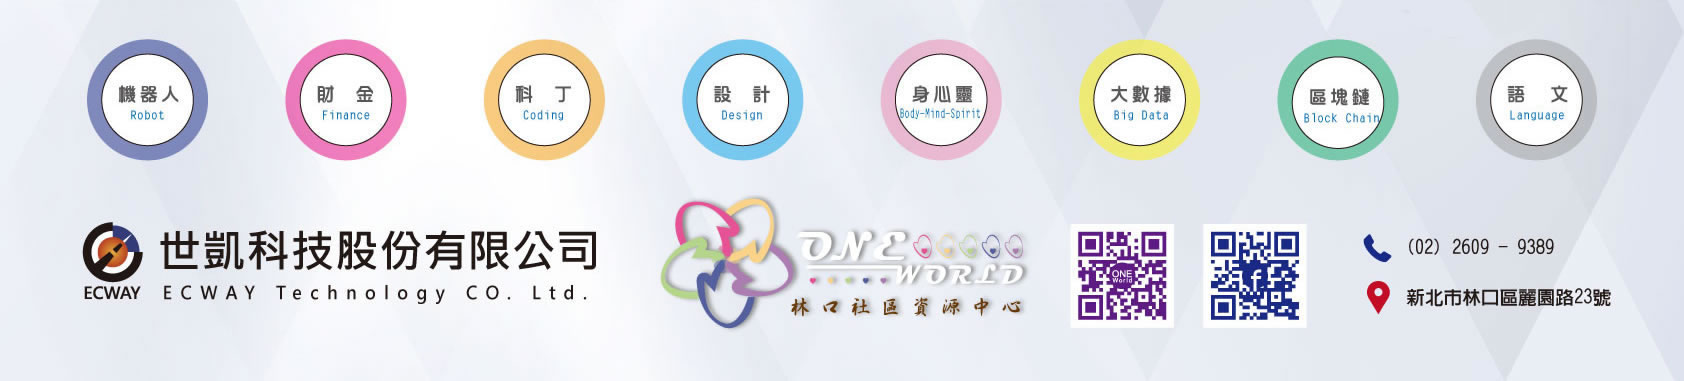 機器人
Robot
財金
Finance
科丁
Coding
設計
Design
身心靈
Body-Mind-Spirit
大數據
Big Data
區塊鏈
Block Chain
語文
Language
ECWAY
世凱科技股份有限公司
ECWAY Technology CO. Ltd.
ONE
WORLD
林口社區資源中心
ONE
World
(02) 2609 - 9389
新北市林口區麗園路23號